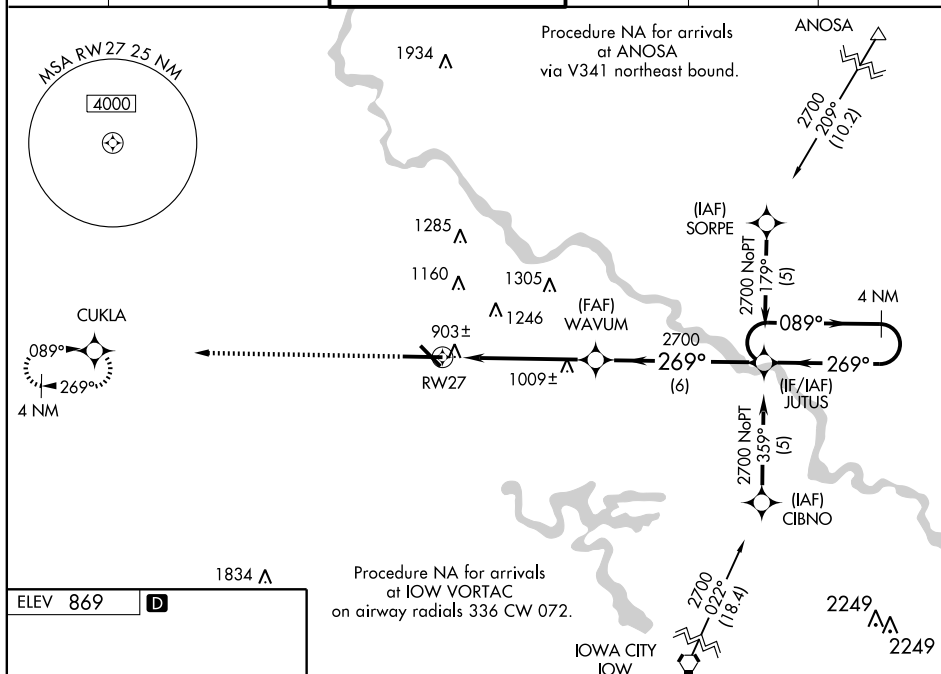 MSA RW27 25 NM
4000
1934
Procedure NA for arrivals
at ANOSA
via V341 northeast bound.
ANOSA
2700
209°
(10.2)
(IAF)
SORPE
2700 NoPT
179°
(5)
4 NM
089°
269°
(IF/IAF)
JUTUS
1285
1160
1305
1246
903±
RW27
1009±
(FAF)
WAVUM
2700
269°
(6)
CUKLA
089°
269°
4 NM
2700 NoPT
359°
(5)
(IAF)
CIBNO
2700
022°
(18.4)
IOWA CITY
IOW
1834
Procedure NA for arrivals
at IOW VORTAC
on airway radials 336 CW 072.
2249
2249
ELEV 869 D